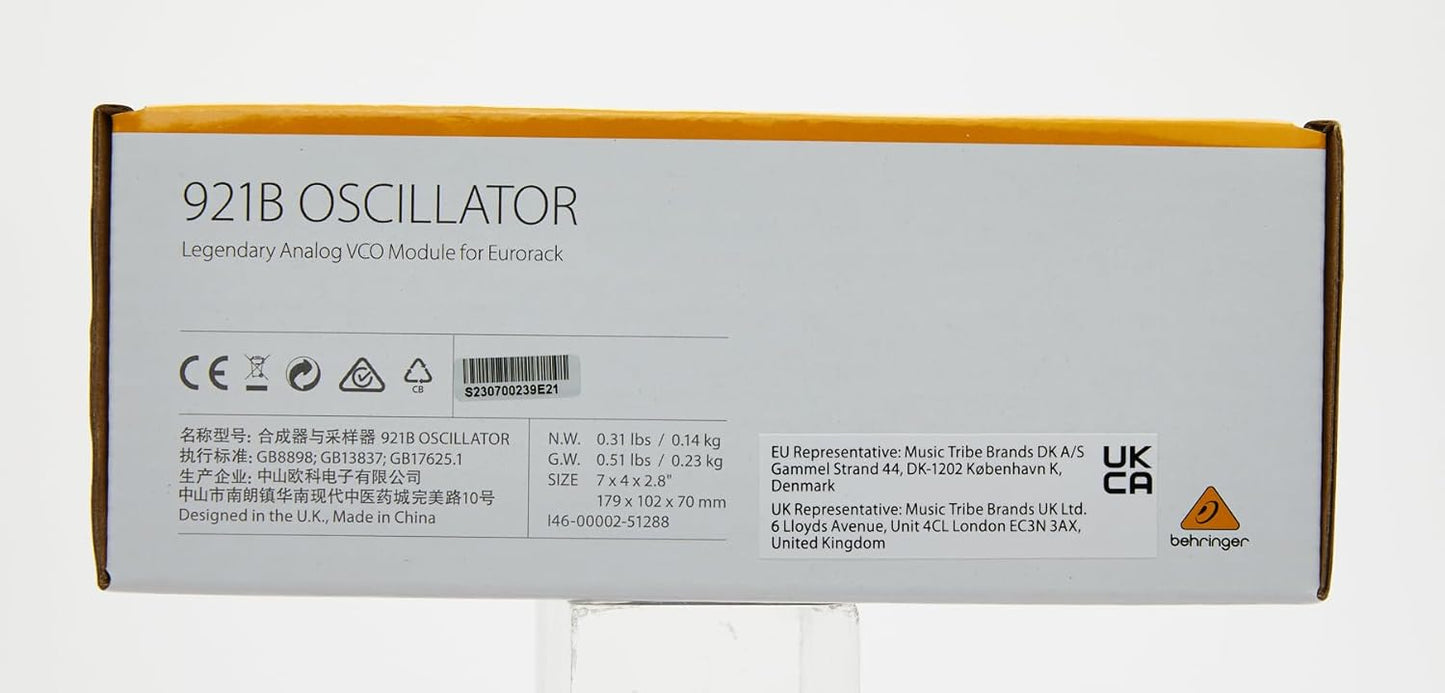 921B OSCILLATOR
Legendary Analog VCO Module for Eurorack
CE
CB
S230700239E21
名称型号: 合成器与采样器 921B OSCILLATOR
执行标准: GB8898; GB13837; GB17625.1
生产企业: 中山欧科电子有限公司
中山市南朗镇华南现代中医药城完美路10号
Designed in the U.K., Made in China
N.W. 0.31 lbs / 0.14 kg
G.W. 0.51 lbs / 0.23 kg
SIZE 7 x 4 x 2.8"
179 x 102 x 70 mm
I46-00002-51288
EU Representative: Music Tribe Brands DK A/S
Gammel Strand 44, DK-1202 København K,
Denmark
UK Representative: Music Tribe Brands UK Ltd.
6 Lloyds Avenue, Unit 4CL London EC3N 3AX,
United Kingdom
UK
CA
behringer